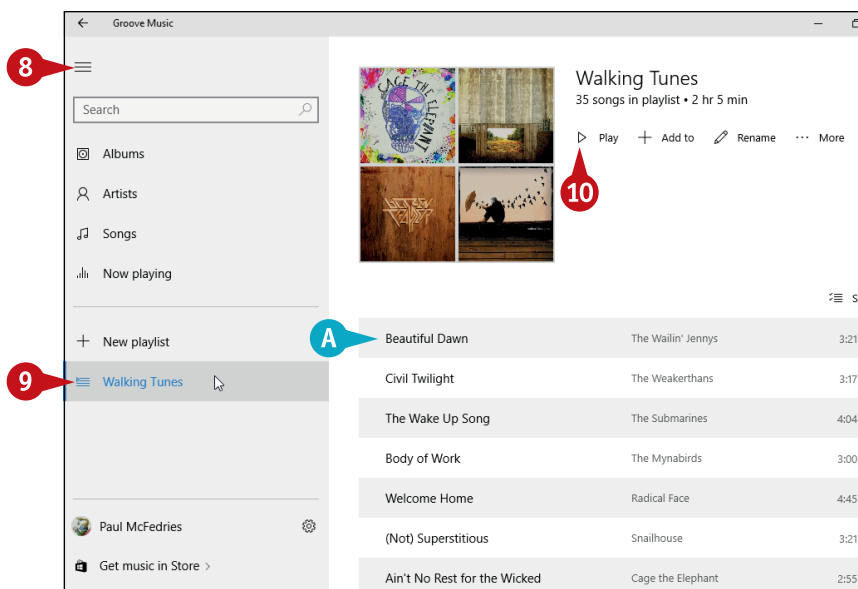 Groove Music
8
Search
Albums
Artists
Songs
Now playing
New playlist
9
Walking Tunes
Paul McFedries
Get music in Store >
CAGE THE ELEPHANT
Walking Tunes
35 songs in playlist • 2 hr 5 min
Play Add to Rename ··· More
10
S
A
Beautiful Dawn The Wailin' Jennys 3:21
Civil Twilight The Weakerthans 3:17
The Wake Up Song The Submarines 4:04
Body of Work The Mynabirds 3:00
Welcome Home Radical Face 4:45
(Not) Superstitious Snailhouse 3:21
Ain't No Rest for the Wicked Cage the Elephant 2:55